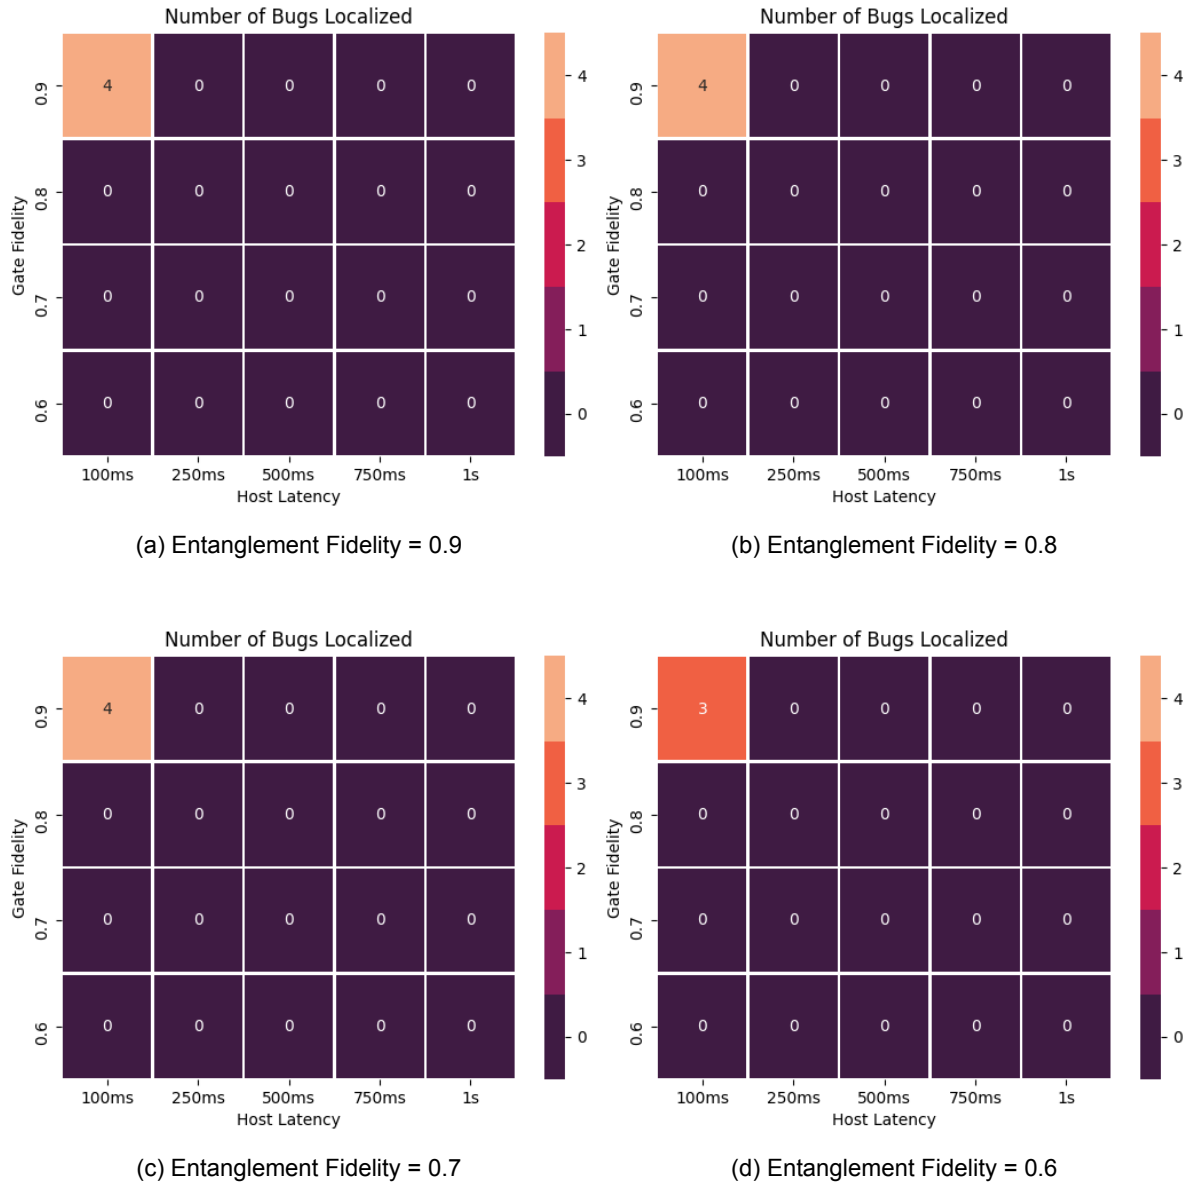 Number of Bugs Localized
Gate Fidelity
0.9 4 0 0 0 0
0.8 0 0 0 0 0
0.7 0 0 0 0 0
0.6 0 0 0 0 0
100ms 250ms 500ms 750ms 1s
Host Latency
4
3
2
1
0
(a) Entanglement Fidelity = 0.9
Number of Bugs Localized
Gate Fidelity
0.9 4 0 0 0 0
0.8 0 0 0 0 0
0.7 0 0 0 0 0
0.6 0 0 0 0 0
100ms 250ms 500ms 750ms 1s
Host Latency
4
3
2
1
0
(b) Entanglement Fidelity = 0.8
Number of Bugs Localized
Gate Fidelity
0.9 4 0 0 0 0
0.8 0 0 0 0 0
0.7 0 0 0 0 0
0.6 0 0 0 0 0
100ms 250ms 500ms 750ms 1s
Host Latency
4
3
2
1
0
(c) Entanglement Fidelity = 0.7
Number of Bugs Localized
Gate Fidelity
0.9 3 0 0 0 0
0.8 0 0 0 0 0
0.7 0 0 0 0 0
0.6 0 0 0 0 0
100ms 250ms 500ms 750ms 1s
Host Latency
4
3
2
1
0
(d) Entanglement Fidelity = 0.6